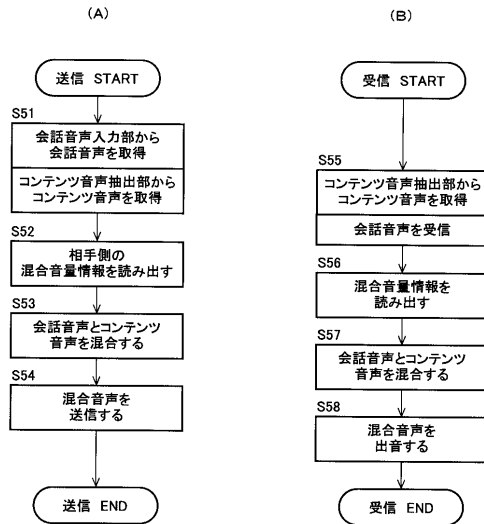 (A)
送信 START
S51
会話音声入力部から
会話音声を取得
コンテンツ音声抽出部から
コンテンツ音声を取得
S52
相手側の
混合音量情報を読み出す
S53
会話音声とコンテンツ
音声を混合する
S54
混合音声を
送信する
送信 END
(B)
受信 START
S55
コンテンツ音声抽出部から
コンテンツ音声を取得
会話音声を受信
S56
混合音量情報を
読み出す
S57
会話音声とコンテンツ
音声を混合する
S58
混合音声を
出音する
受信 END